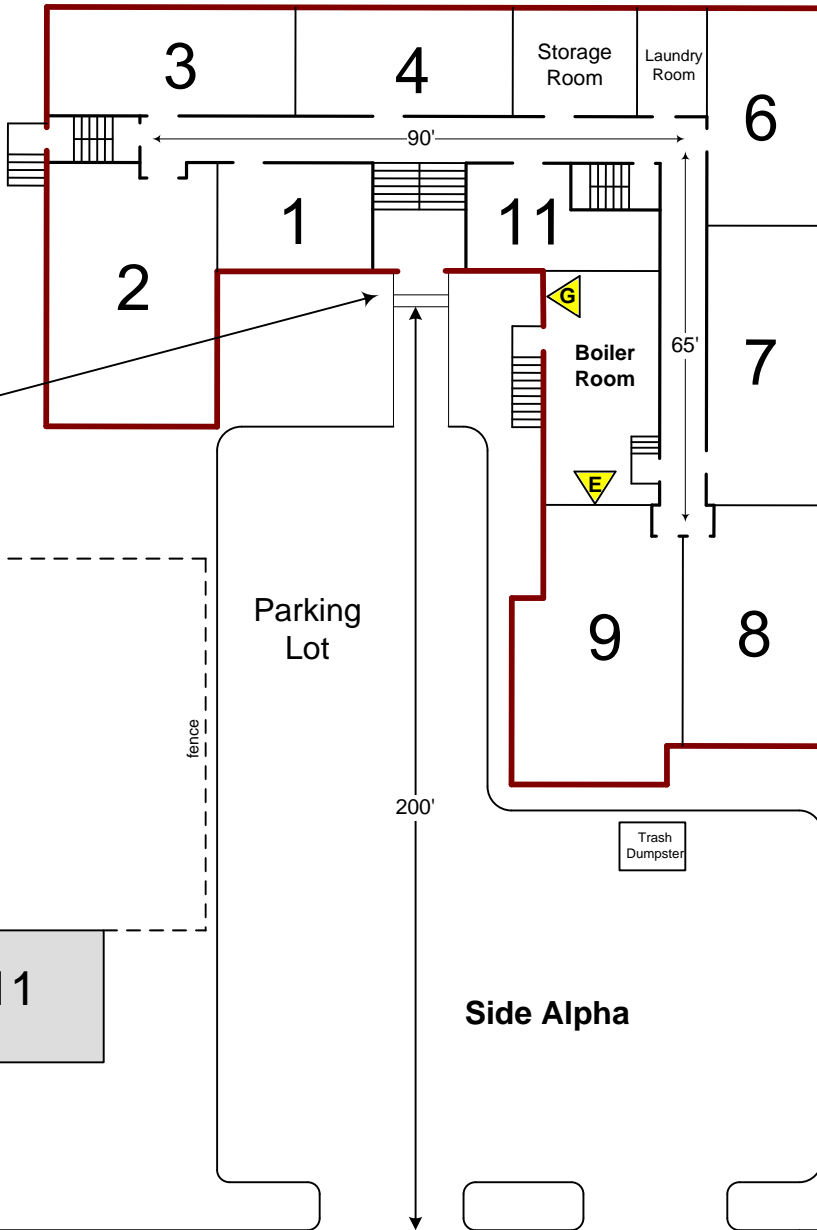 3
4
Storage
Room
Laundry
Room
6
90'
1
11
2
G
Boiler
Room
65'
7
E
Parking
Lot
9
8
fence
200'
Trash
Dumpster
11
Side Alpha